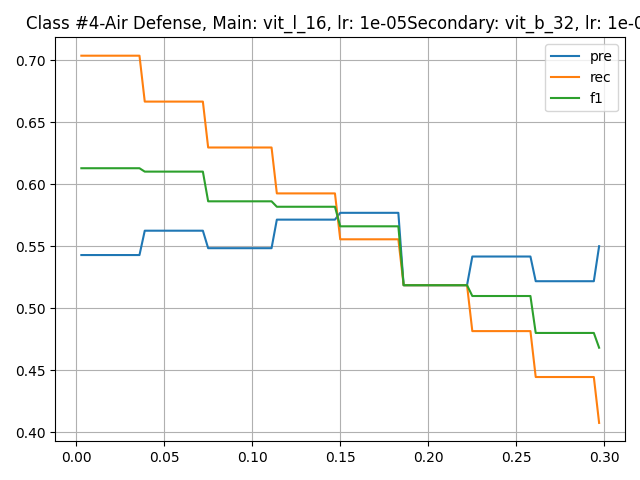 Class #4-Air Defense, Main: vit_l_16, lr: 1e-05Secondary: vit_b_32, lr: 1e-0
pre
rec
f1
0.70
0.65
0.60
0.55
0.50
0.45
0.40
0.00 0.05 0.10 0.15 0.20 0.25 0.30